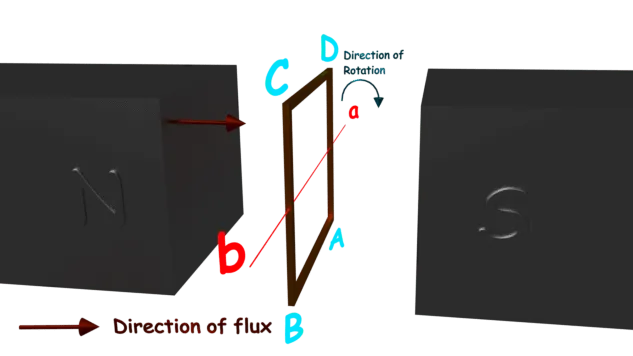 D
Direction of
Rotation
C
a
N
S
A
b
Direction of flux
B